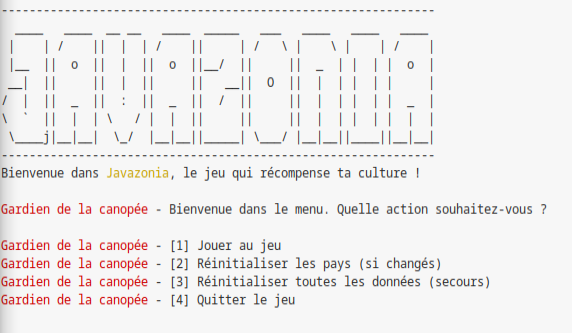 JAVAZONIA
Bienvenue dans Javazonia, le jeu qui récompense ta culture !
Gardien de la canopée - Bienvenue dans le menu. Quelle action souhaitez-vous ?
Gardien de la canopée - [1] Jouer au jeu
Gardien de la canopée - [2] Réinitialiser les pays (si changés)
Gardien de la canopée - [3] Réinitialiser toutes les données (secours)
Gardien de la canopée - [4] Quitter le jeu